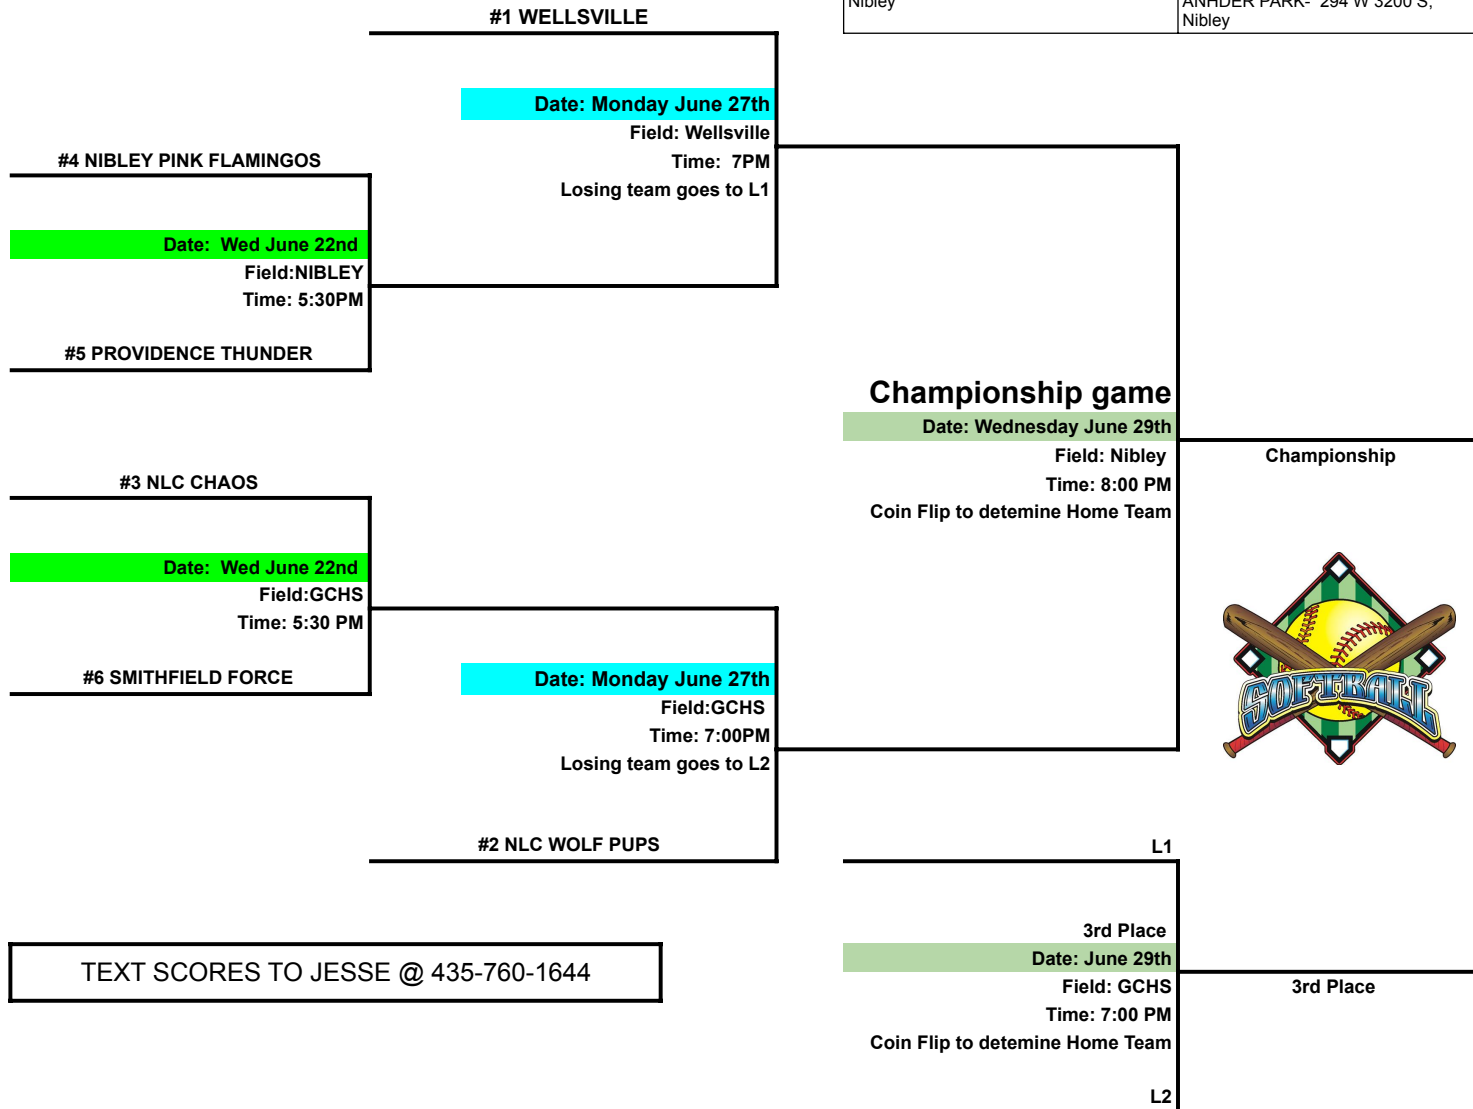 #1 WELLSVILLE
Nibley
ANHDER PARK- 294 W 3200 S,
Nibley
Date: Monday June 27th
Field: Wellsville
Time: 7PM
Losing team goes to L1
#4 NIBLEY PINK FLAMINGOS
Date: Wed June 22nd
Field:NIBLEY
Time: 5:30PM
#5 PROVIDENCE THUNDER
Championship game
Date: Wednesday June 29th
Field: Nibley
Time: 8:00 PM
Coin Flip to detemine Home Team
Championship
#3 NLC CHAOS
Date: Wed June 22nd
Field:GCHS
Time: 5:30 PM
#6 SMITHFIELD FORCE
SOFTBALL
Date: Monday June 27th
Field:GCHS
Time: 7:00PM
Losing team goes to L2
#2 NLC WOLF PUPS
L1
3rd Place
Date: June 29th
Field: GCHS
Time: 7:00 PM
Coin Flip to detemine Home Team
3rd Place
L2
TEXT SCORES TO JESSE @ 435-760-1644